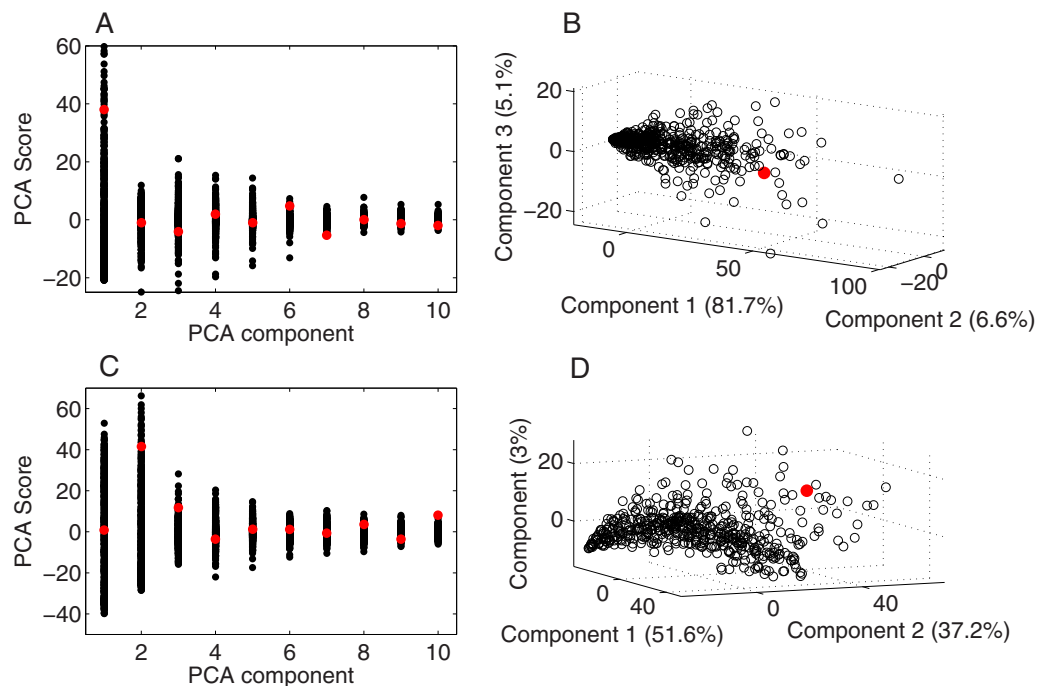 A
60
40
20
0
−20
PCA Score
2
4
6
8
10
PCA component
B
20
0
−20
Component 3 (5.1%)
0
50
100
−20
0
Component 1 (81.7%)
Component 2 (6.6%)
C
60
40
20
0
−20
−40
PCA Score
2
4
6
8
10
PCA component
D
20
0
Component (3%)
0
40
0
40
Component 1 (51.6%)
Component 2 (37.2%)